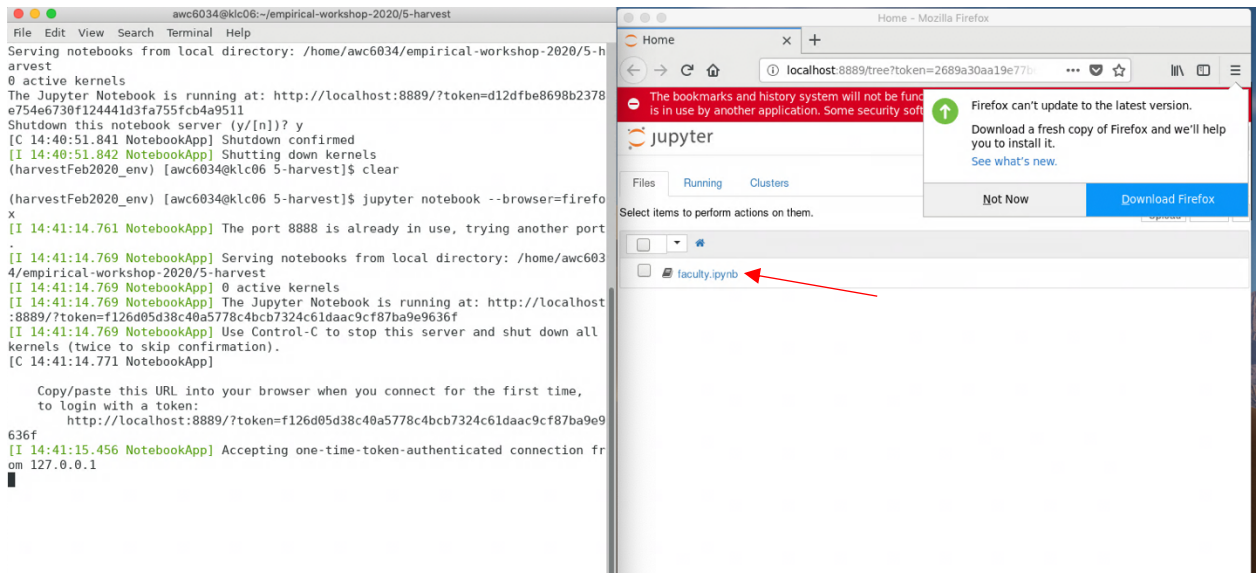 awc6034@klc06:~/empirical-workshop-2020/5-harvest
File Edit View Search Terminal Help
Serving notebooks from local directory: /home/awc6034/empirical-workshop-2020/5-h
arvest
0 active kernels
The Jupyter Notebook is running at: http://localhost:8889/?token=d12dfbe8698b2378
e754e6730f124441d3fa755fcb4a9511
Shutdown this notebook server (y/[n])? y
[C 14:40:51.841 NotebookApp] Shutdown confirmed
[I 14:40:51.842 NotebookApp] Shutting down kernels
(harvestFeb2020_env) [awc6034@klc06 5-harvest]$ clear
(harvestFeb2020_env) [awc6034@klc06 5-harvest]$ jupyter notebook --browser=firefo
x
[I 14:41:14.761 NotebookApp] The port 8888 is already in use, trying another port
.
[I 14:41:14.769 NotebookApp] Serving notebooks from local directory: /home/awc603
4/empirical-workshop-2020/5-harvest
[I 14:41:14.769 NotebookApp] 0 active kernels
[I 14:41:14.769 NotebookApp] The Jupyter Notebook is running at: http://localhost
:8889/?token=f126d05d38c40a5778c4bcb7324c61daac9cf87ba9e9636f
[I 14:41:14.769 NotebookApp] Use Control-C to stop this server and shut down all
kernels (twice to skip confirmation).
[C 14:41:14.771 NotebookApp]
Copy/paste this URL into your browser when you connect for the first time,
to login with a token:
http://localhost:8889/?token=f126d05d38c40a5778c4bcb7324c61daac9cf87ba9e9
636f
[I 14:41:15.456 NotebookApp] Accepting one-time-token-authenticated connection fr
om 127.0.0.1
Home - Mozilla Firefox
Home
localhost:8889/tree?token=2689a30aa19e77b
The bookmarks and history system will not be func
is in use by another application. Some security soft
Firefox can't update to the latest version.
Download a fresh copy of Firefox and we'll help
you to install it.
See what's new.
Not Now
Download Firefox
jupyter
Files Running Clusters
Select items to perform actions on them.
Upload
faculty.ipynb